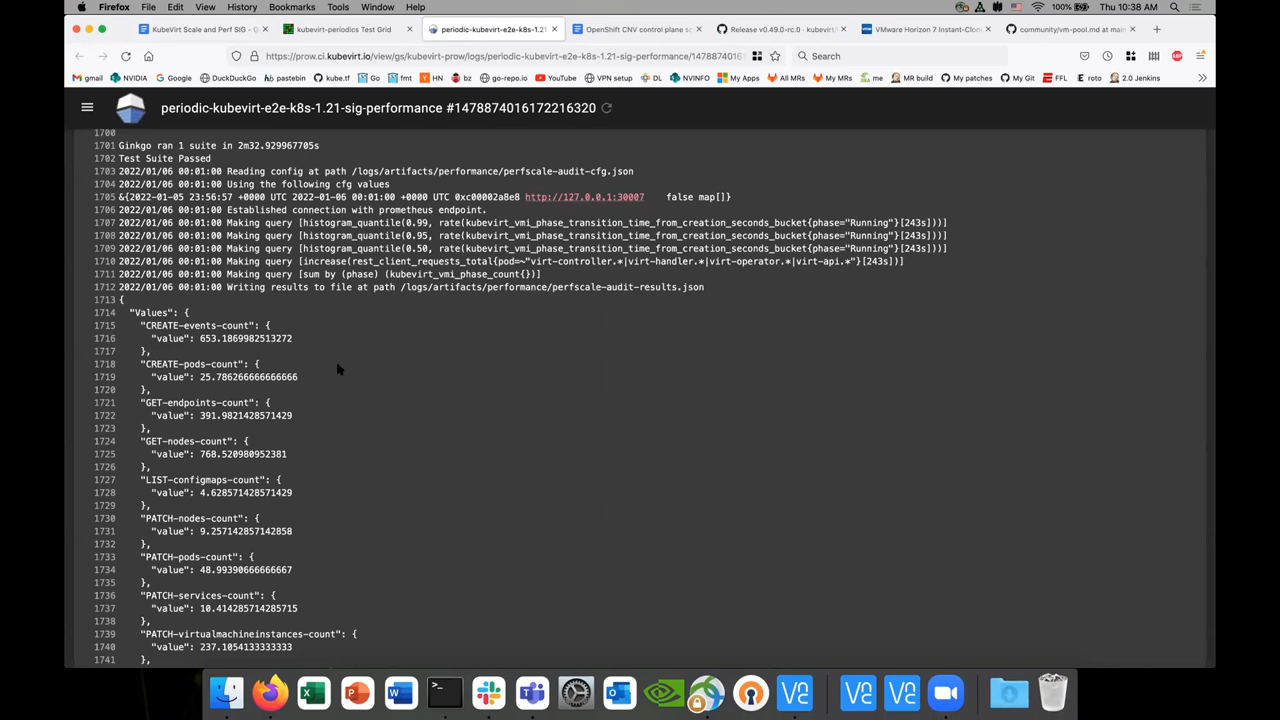 Firefox File Edit View History Bookmarks Tools Window Help 100% Thu 10:38 AM
KubeVirt Scale and Perf SIG - G kubevirt-periodics Test Grid periodic-kubevirt-e2e-k8s-1.21- OpenShift CNV control plane sc Release v0.49.0-rc.0 · kubevirt/ VMware Horizon 7 Instant-Clon community/vm-pool.md at main
https://prow.ci.kubevirt.io/view/gs/kubevirt-prow/logs/periodic-kubevirt-e2e-k8s-1.21-sig-performance/147887401 Search
gmail NVIDIA Google DuckDuckGo pastebin kube.tf Go fmt HN bz go-repo.io YouTube VPN setup DL NVINFO My Apps All MRs My MRs me MR build My patches My Git FFL roto 2.0 Jenkins
periodic-kubevirt-e2e-k8s-1.21-sig-performance #1478874016172216320
1700
1701 Ginkgo ran 1 suite in 2m32.929967705s
1702 Test Suite Passed
1703 2022/01/06 00:01:00 Reading config at path /logs/artifacts/performance/perfscale-audit-cfg.json
1704 2022/01/06 00:01:00 Using the following cfg values
1705 &{2022-01-05 23:56:57 +0000 UTC 2022-01-06 00:01:00 +0000 UTC 0xc00002a8e8 http://127.0.0.1:30007 false map[]}
1706 2022/01/06 00:01:00 Established connection with prometheus endpoint.
1707 2022/01/06 00:01:00 Making query [histogram_quantile(0.99, rate(kubevirt_vmi_phase_transition_time_from_creation_seconds_bucket{phase="Running"}[243s]))]
1708 2022/01/06 00:01:00 Making query [histogram_quantile(0.95, rate(kubevirt_vmi_phase_transition_time_from_creation_seconds_bucket{phase="Running"}[243s]))]
1709 2022/01/06 00:01:00 Making query [histogram_quantile(0.50, rate(kubevirt_vmi_phase_transition_time_from_creation_seconds_bucket{phase="Running"}[243s]))]
1710 2022/01/06 00:01:00 Making query [increase(rest_client_requests_total{pod=~"virt-controller.*|virt-handler.*|virt-operator.*|virt-api.*"}[243s])]
1711 2022/01/06 00:01:00 Making query [sum by (phase) (kubevirt_vmi_phase_count{})]
1712 2022/01/06 00:01:00 Writing results to file at path /logs/artifacts/performance/perfscale-audit-results.json
1713 {
1714 "Values": {
1715 "CREATE-events-count": {
1716 "value": 653.1869982513272
1717 },
1718 "CREATE-pods-count": {
1719 "value": 25.786266666666666
1720 },
1721 "GET-endpoints-count": {
1722 "value": 391.9821428571429
1723 },
1724 "GET-nodes-count": {
1725 "value": 768.520980952381
1726 },
1727 "LIST-configmaps-count": {
1728 "value": 4.628571428571429
1729 },
1730 "PATCH-nodes-count": {
1731 "value": 9.257142857142858
1732 },
1733 "PATCH-pods-count": {
1734 "value": 48.99390666666667
1735 },
1736 "PATCH-services-count": {
1737 "value": 10.414285714285715
1738 },
1739 "PATCH-virtualmachineinstances-count": {
1740 "value": 237.1054133333333
1741 },